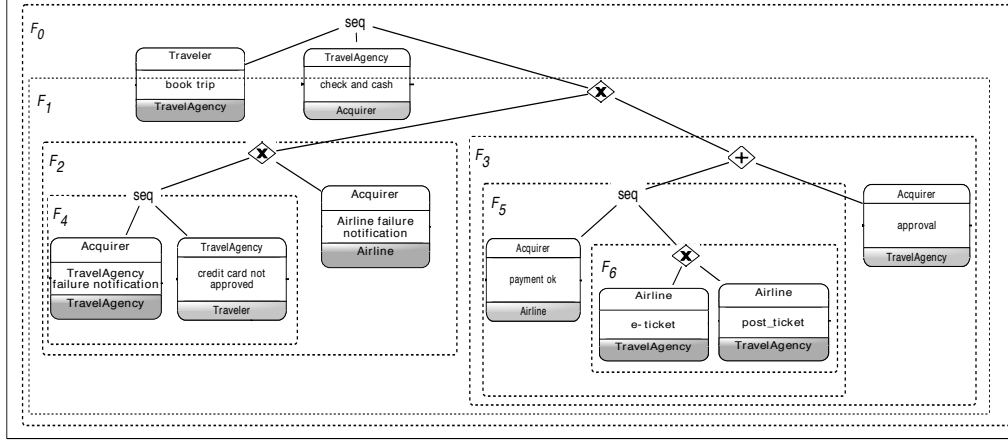 F0
seq
Traveler
book trip
TravelAgency
TravelAgency
check and cash
Acquirer
F1
X
F2
X
F3
+
seq
F4
Acquirer
TravelAgency
failure notification
TravelAgency
TravelAgency
credit card not
approved
Traveler
Acquirer
Airline failure
notification
Airline
seq
F5
Acquirer
payment ok
Airline
F6
X
Airline
e- ticket
TravelAgency
Airline
post_ticket
TravelAgency
Acquirer
approval
TravelAgency